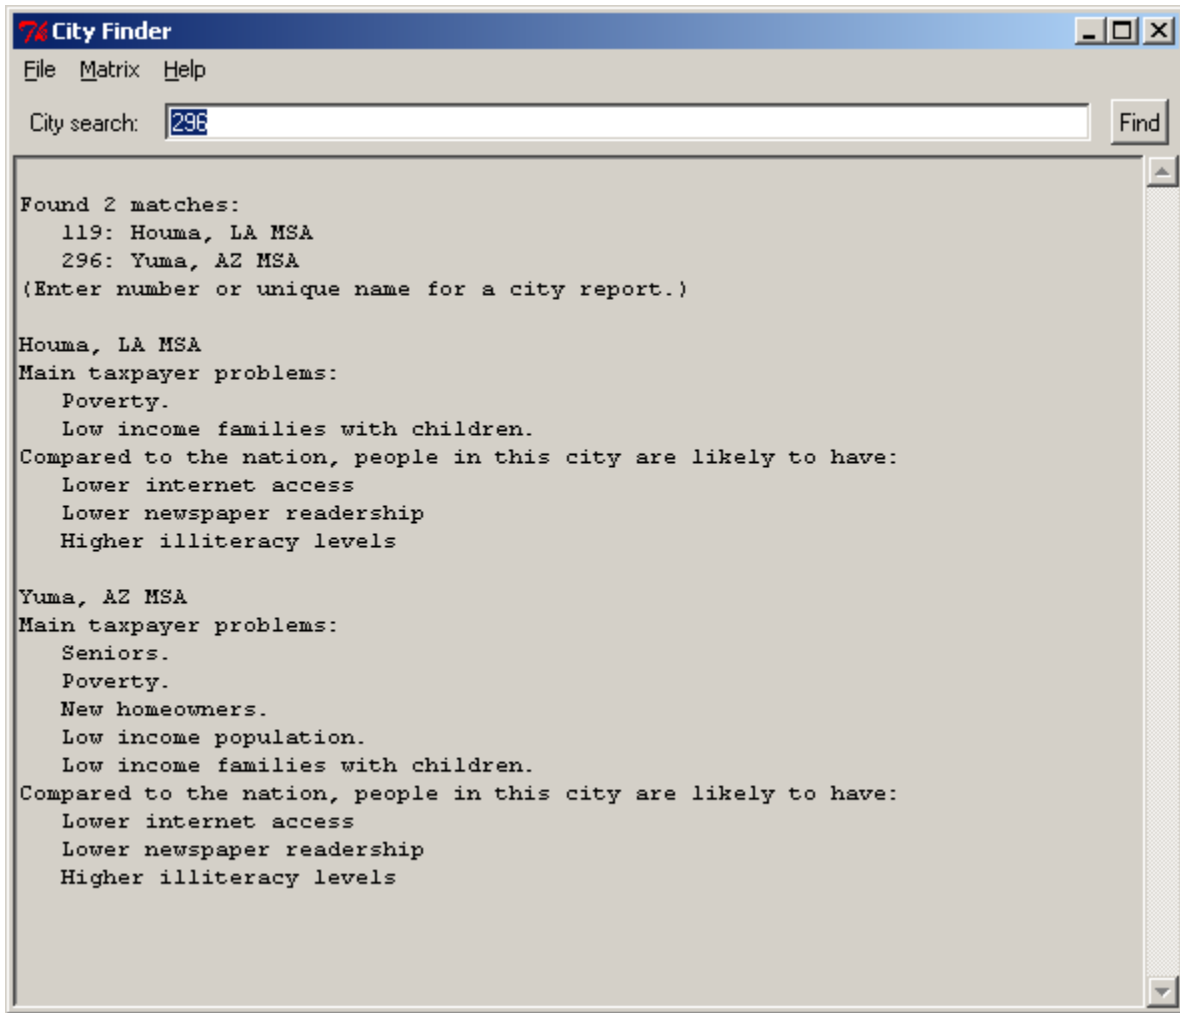 City Finder
File Matrix Help
City search: 296 Find
Found 2 matches:
119: Houma, LA MSA
296: Yuma, AZ MSA
(Enter number or unique name for a city report.)
Houma, LA MSA
Main taxpayer problems:
Poverty.
Low income families with children.
Compared to the nation, people in this city are likely to have:
Lower internet access
Lower newspaper readership
Higher illiteracy levels
Yuma, AZ MSA
Main taxpayer problems:
Seniors.
Poverty.
New homeowners.
Low income population.
Low income families with children.
Compared to the nation, people in this city are likely to have:
Lower internet access
Lower newspaper readership
Higher illiteracy levels